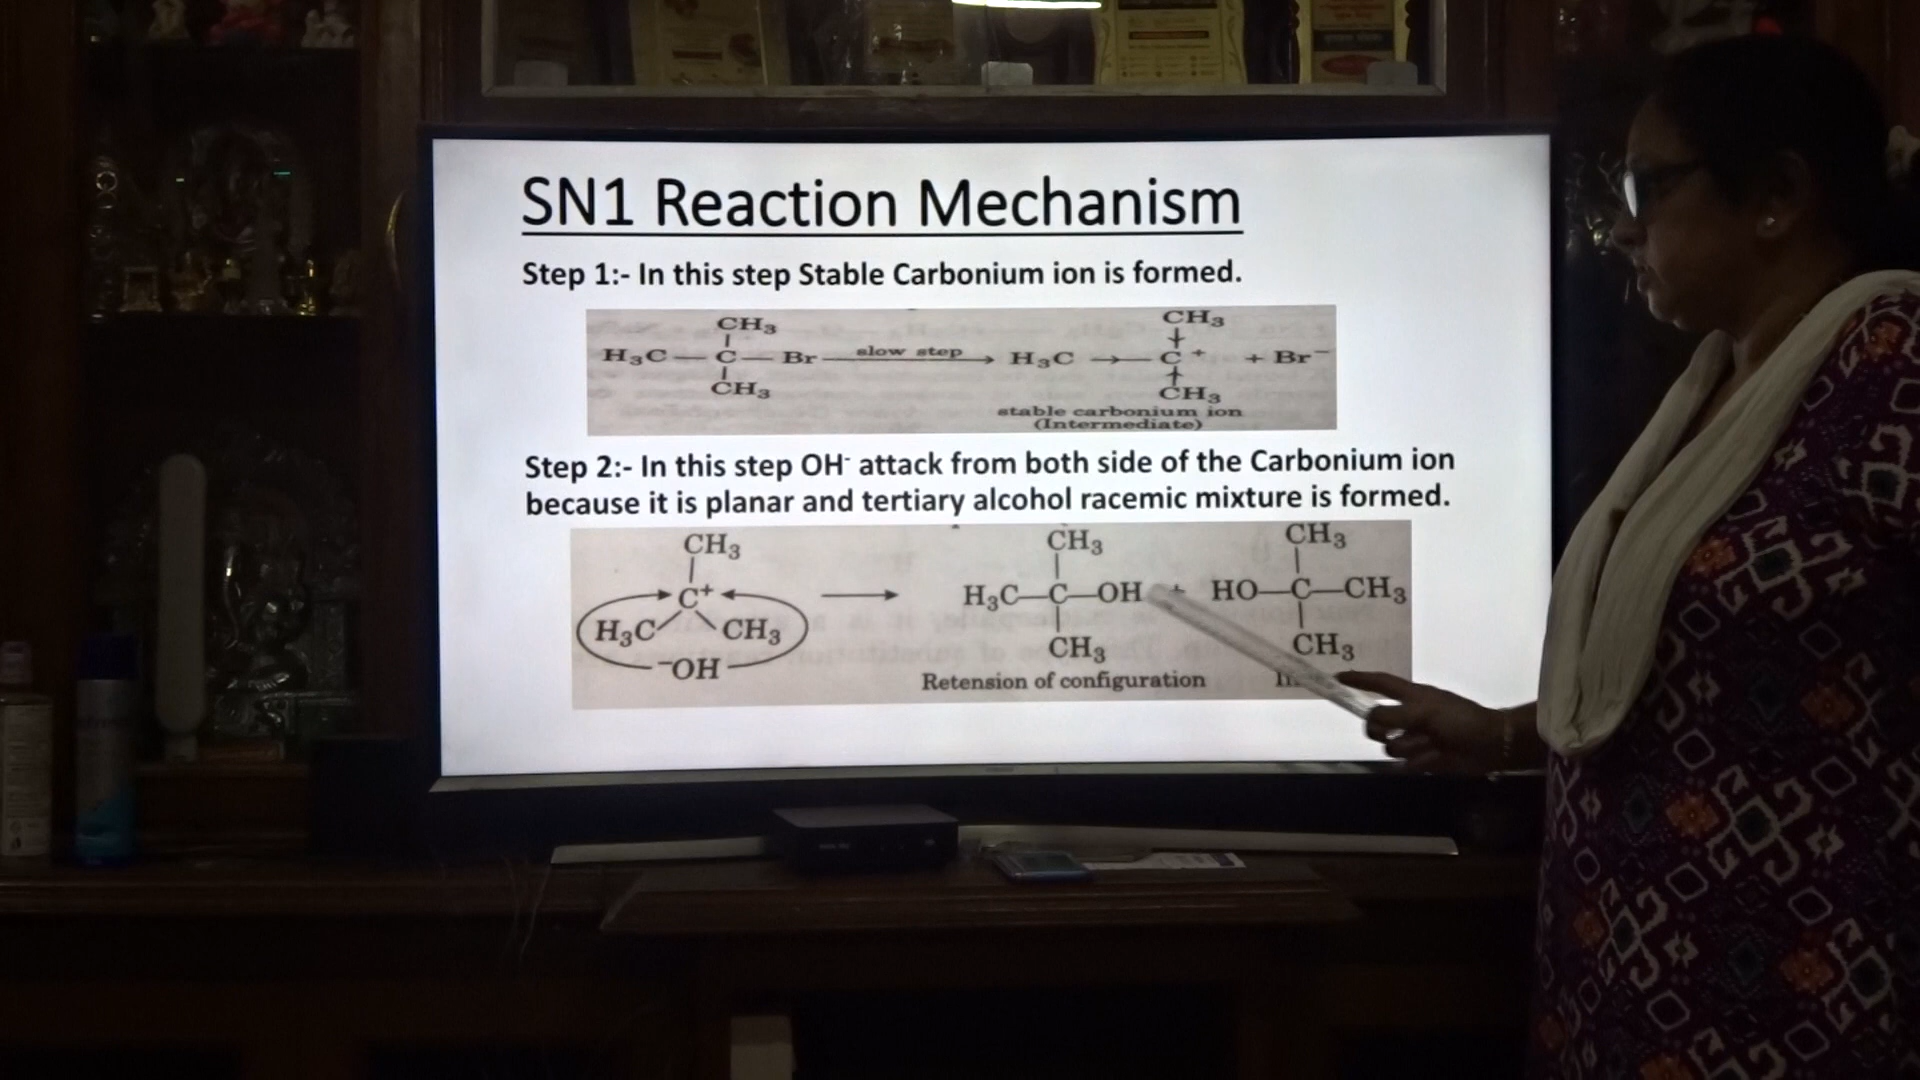 SN1 Reaction Mechanism
Step 1:- In this step Stable Carbonium ion is formed.
CH3 CH3
H3C — C — Br slow step → H3C →— C + + Br−
CH3 CH3
stable carbonium ion
(Intermediate)
Step 2:- In this step OH- attack from both side of the Carbonium ion
because it is planar and tertiary alcohol racemic mixture is formed.
CH3 CH3 CH3
C+ → H3C—C—OH + HO—C—CH3
H3C CH3 CH3 CH3
−OH
Retension of configuration